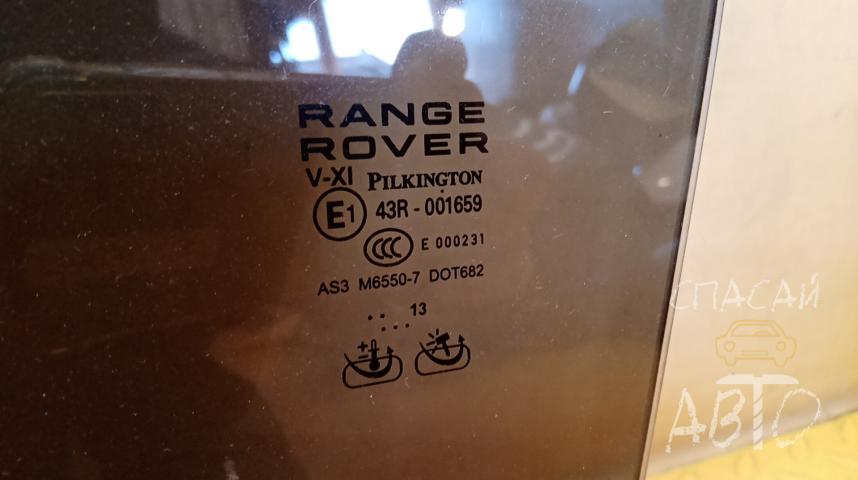 RANGE
ROVER
V-XI PILKINGTON
E1 43R - 001659
CCC E 000231
AS3 M6550-7 DOT682
.. 13
....
СПАСАЙ
АВТО